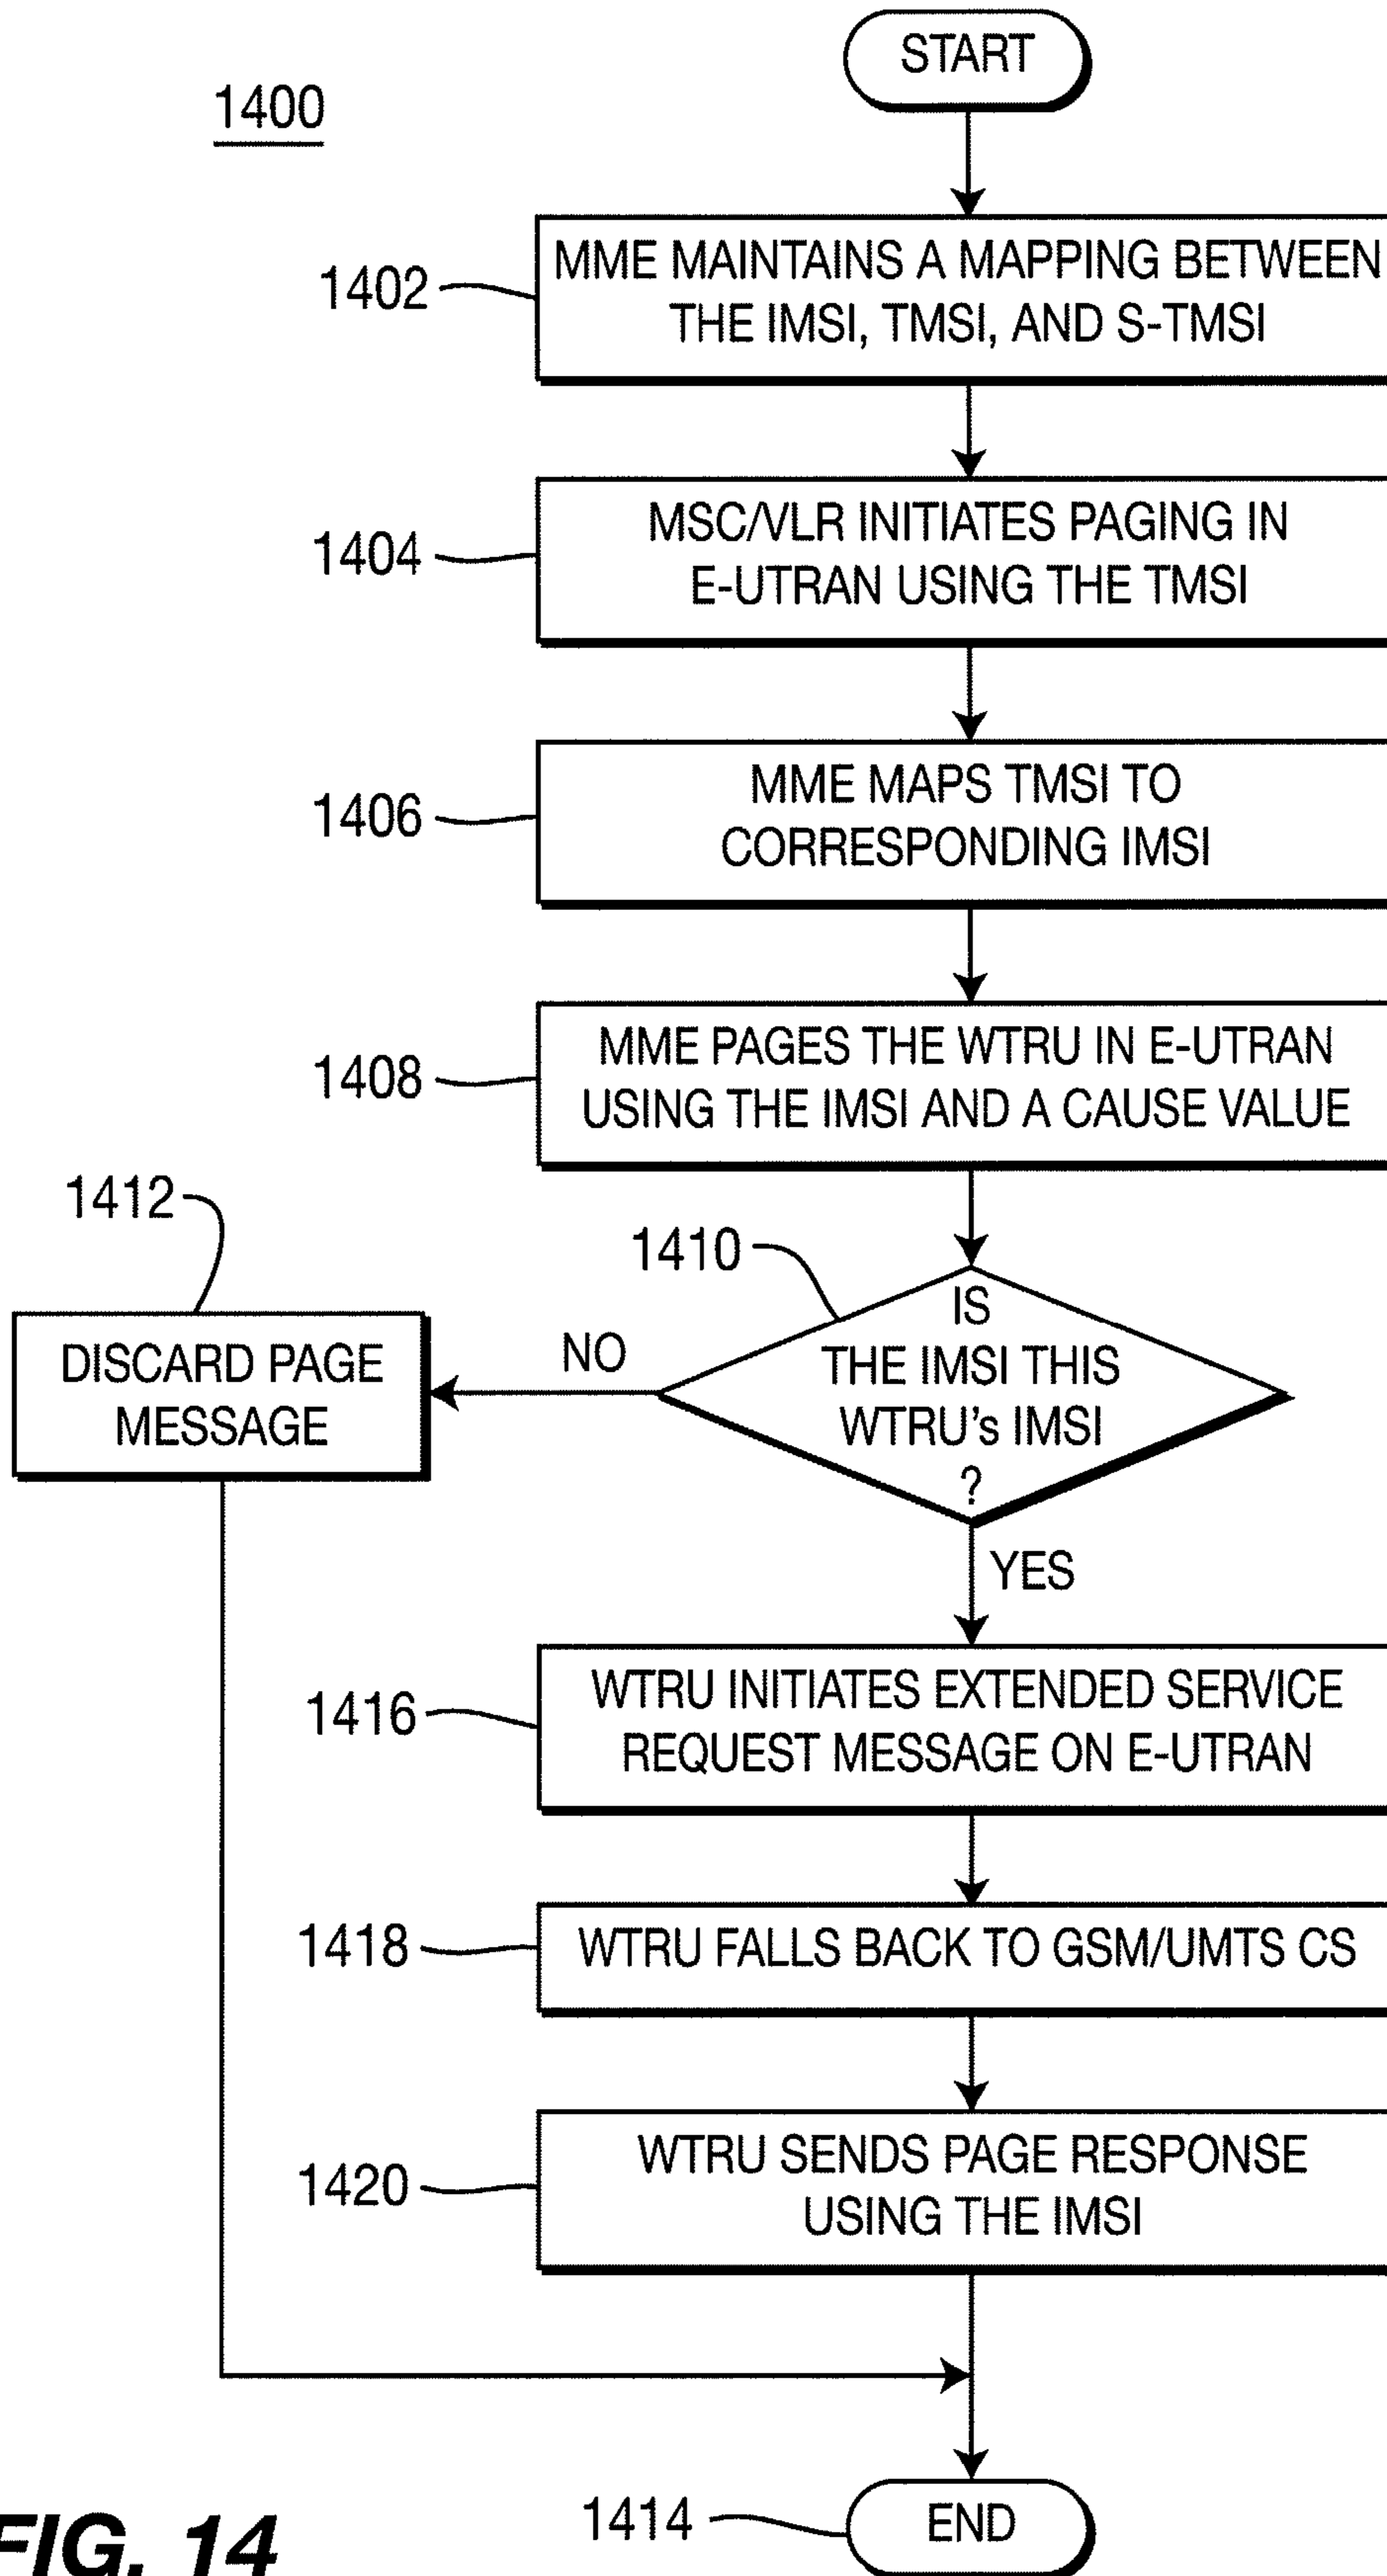 START
1400
1402
MME MAINTAINS A MAPPING BETWEEN
THE IMSI, TMSI, AND S-TMSI
1404
MSC/VLR INITIATES PAGING IN
E-UTRAN USING THE TMSI
1406
MME MAPS TMSI TO
CORRESPONDING IMSI
1408
MME PAGES THE WTRU IN E-UTRAN
USING THE IMSI AND A CAUSE VALUE
1412
DISCARD PAGE
MESSAGE
NO
1410
IS
THE IMSI THIS
WTRU's IMSI
?
YES
1416
WTRU INITIATES EXTENDED SERVICE
REQUEST MESSAGE ON E-UTRAN
1418
WTRU FALLS BACK TO GSM/UMTS CS
1420
WTRU SENDS PAGE RESPONSE
USING THE IMSI
1414
END
FIG. 14